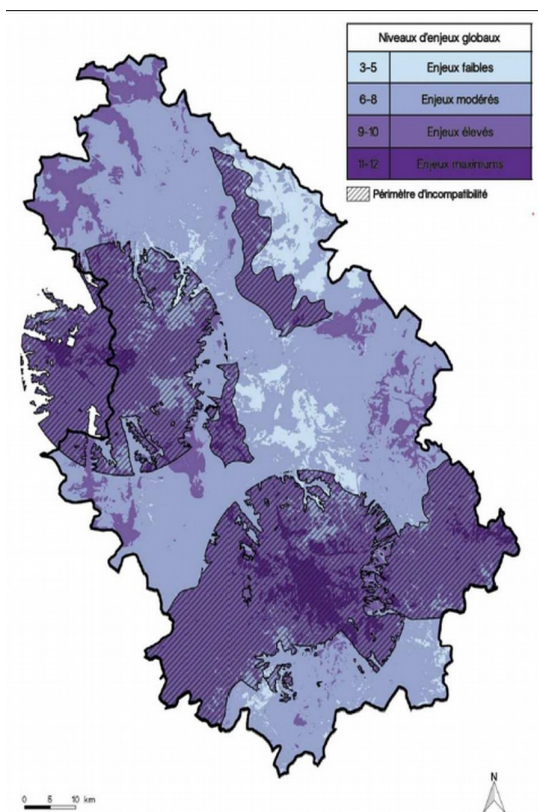 Niveaux d'enjeux globaux
3-5 Enjeux faibles
6-8 Enjeux modérés
9-10 Enjeux élevés
11-12 Enjeux maximums
Périmètre d'incompatibilité
0 5 10 km
N